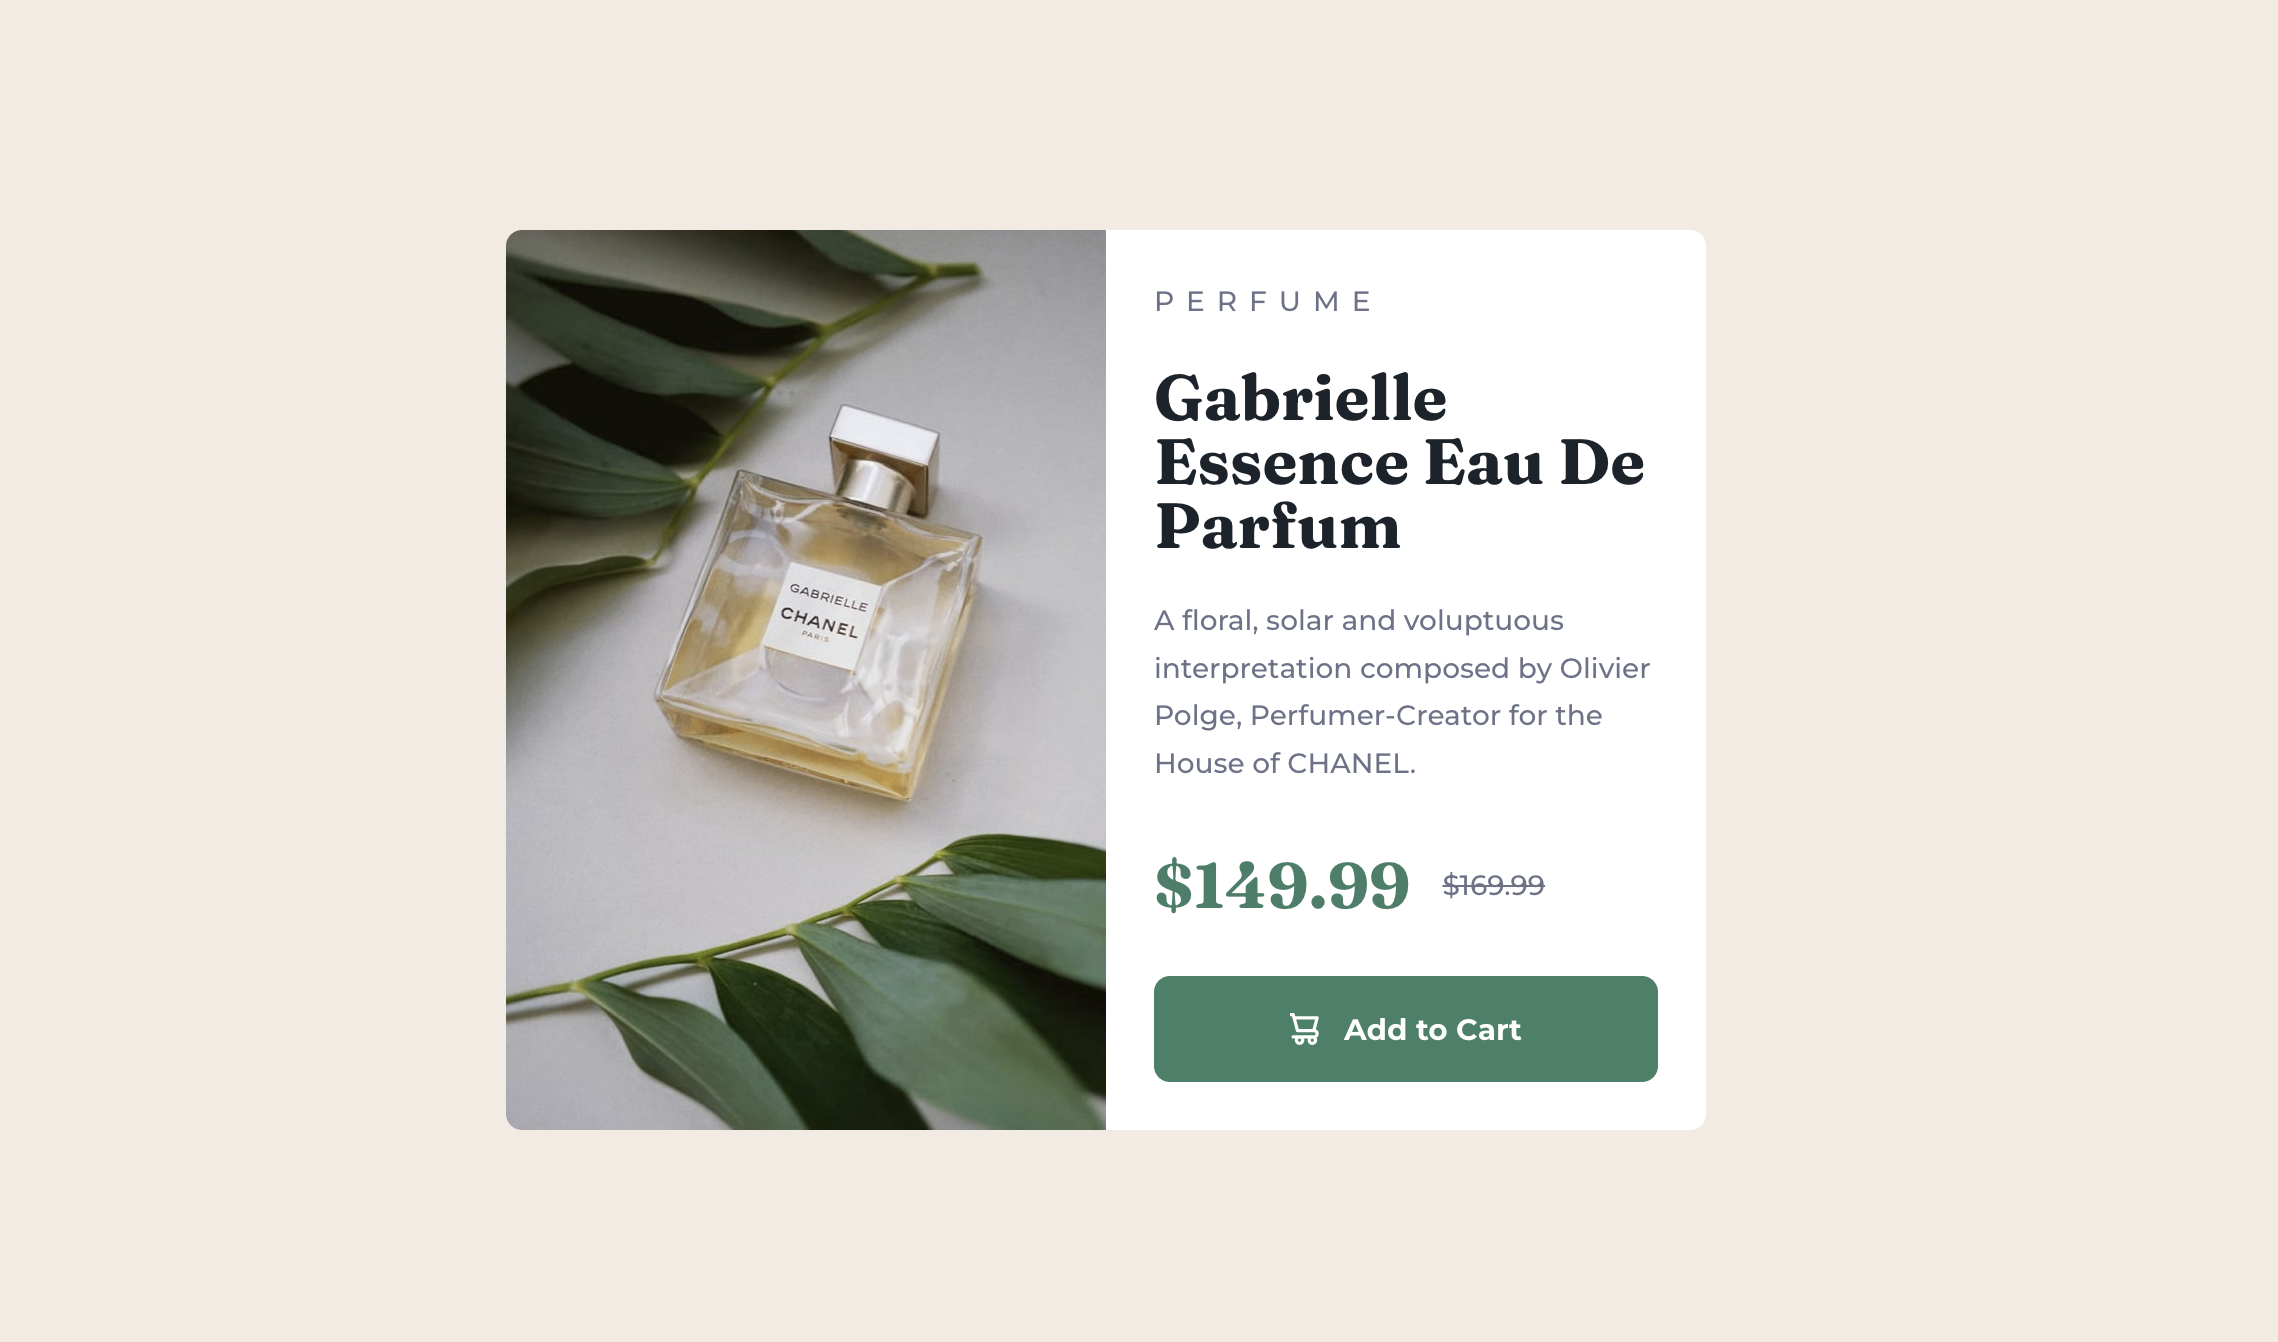 GABRIELLE
CHANEL
PARIS
PERFUME
Gabrielle
Essence Eau De
Parfum
A floral, solar and voluptuous
interpretation composed by Olivier
Polge, Perfumer-Creator for the
House of CHANEL.
$149.99 $169.99
Add to Cart